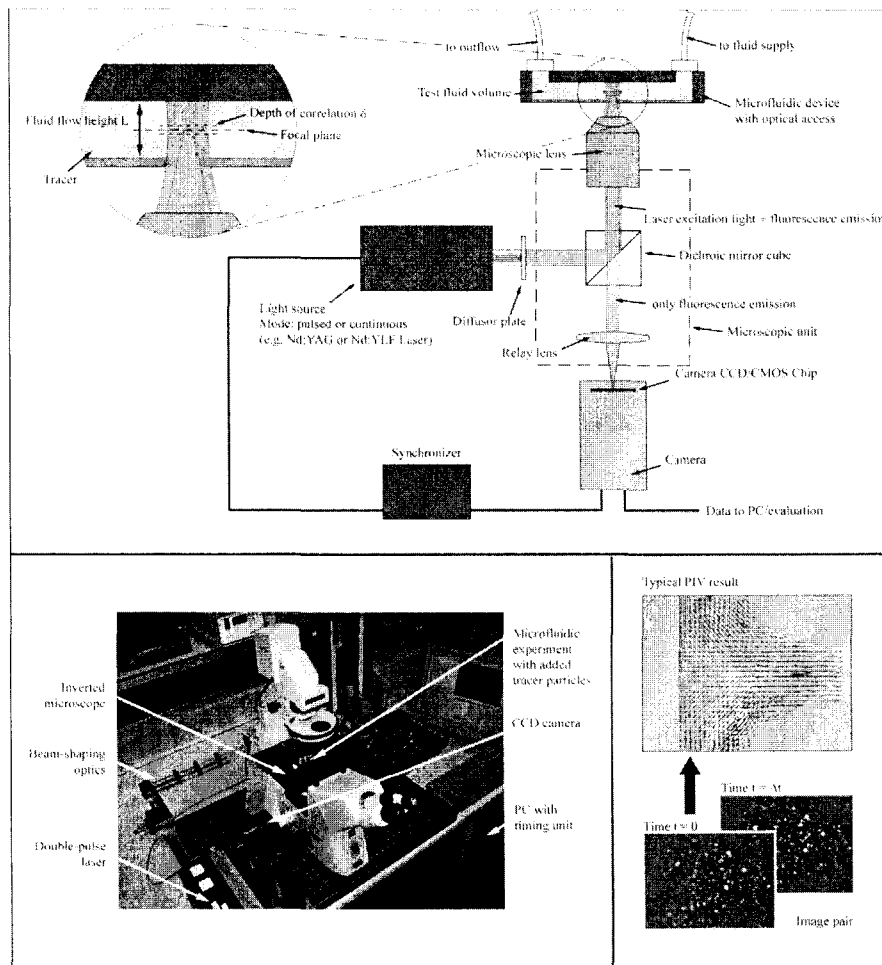 to outflow
to fluid supply
Test fluid volume
Microfluidic device
with optical access
Fluid flow height L
Depth of correlation δ
Focal plane
Tracer
Microscopic lens
Laser excitation light + fluorescence emission
Dichroic mirror cube
Light source
Mode: pulsed or continuous
(e.g. Nd:YAG or Nd:YLF Laser)
Diffusor plate
only fluorescence emission
Microscopic unit
Relay lens
Camera CCD/CMOS Chip
Synchronizer
Camera
Data to PC/evaluation
Inverted
microscope
Beam-shaping
optics
Double-pulse
laser
Microfluidic
experiment
with added
tracer particles
CCD camera
PC with
timing unit
Typical PIV result
Time t = Δt
Time t = 0
Image pair